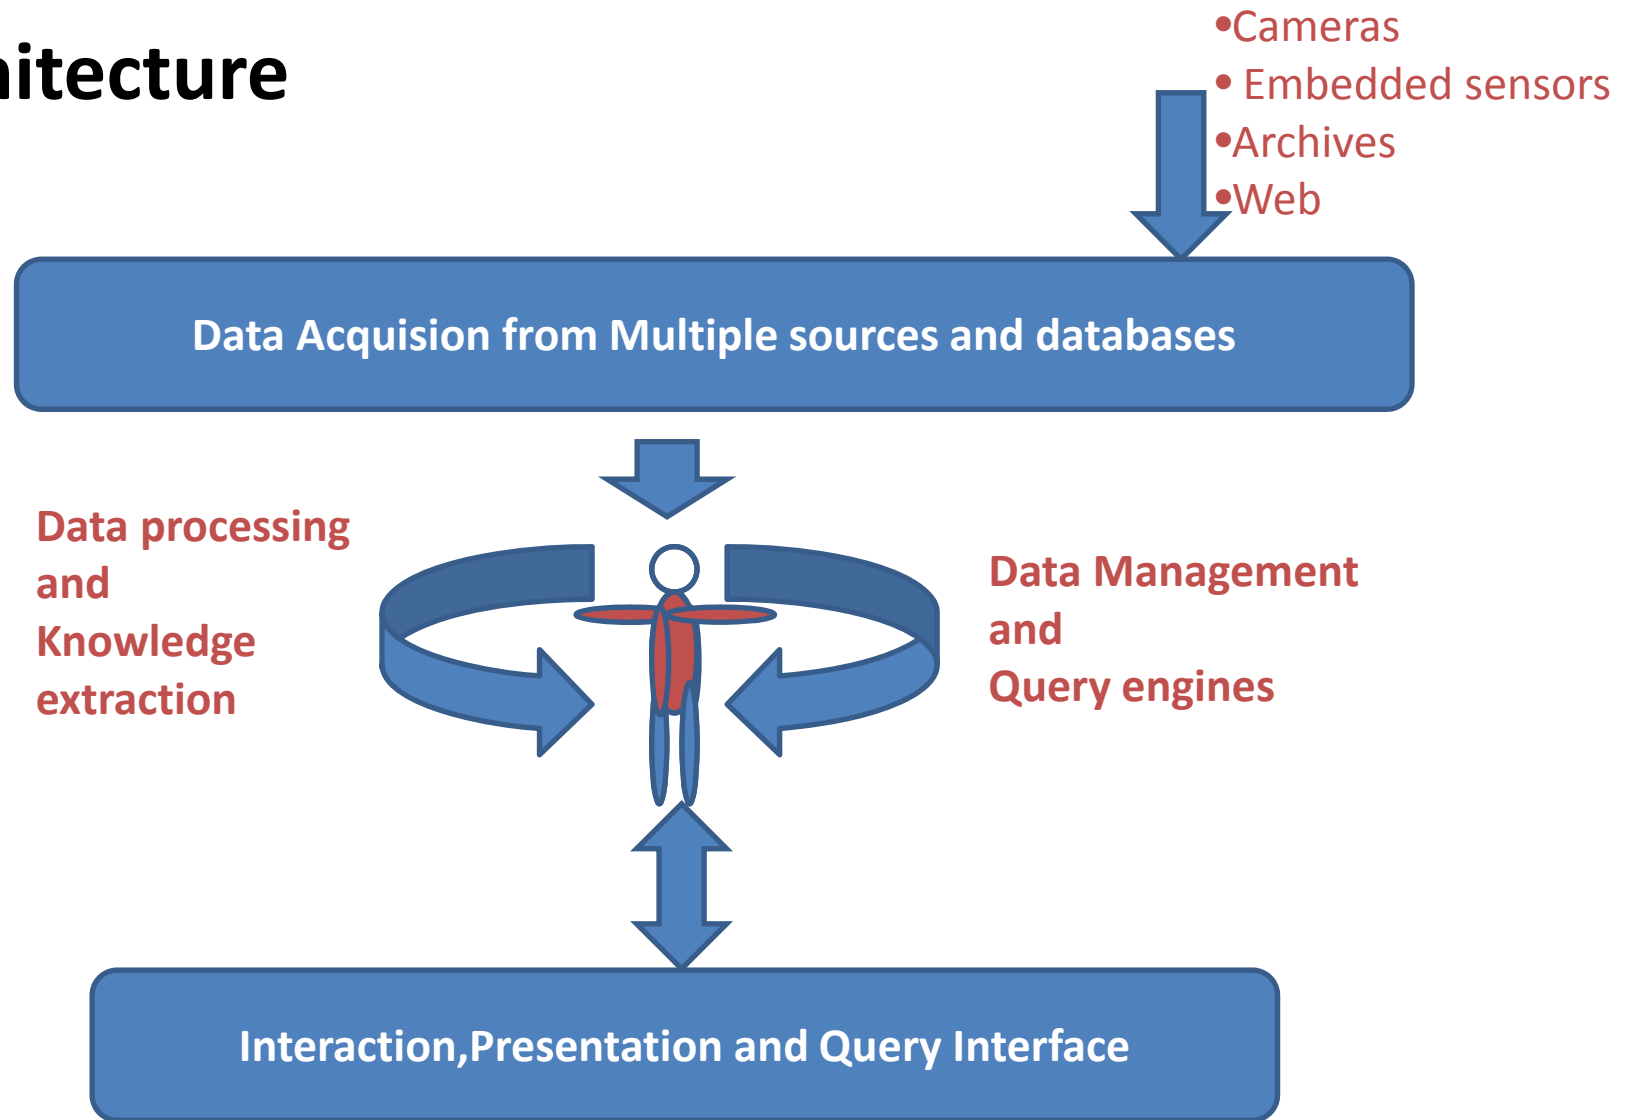 hitecture
•Cameras
• Embedded sensors
•Archives
•Web
Data Acquision from Multiple sources and databases
Data processing
and
Knowledge
extraction
Data Management
and
Query engines
Interaction,Presentation and Query Interface